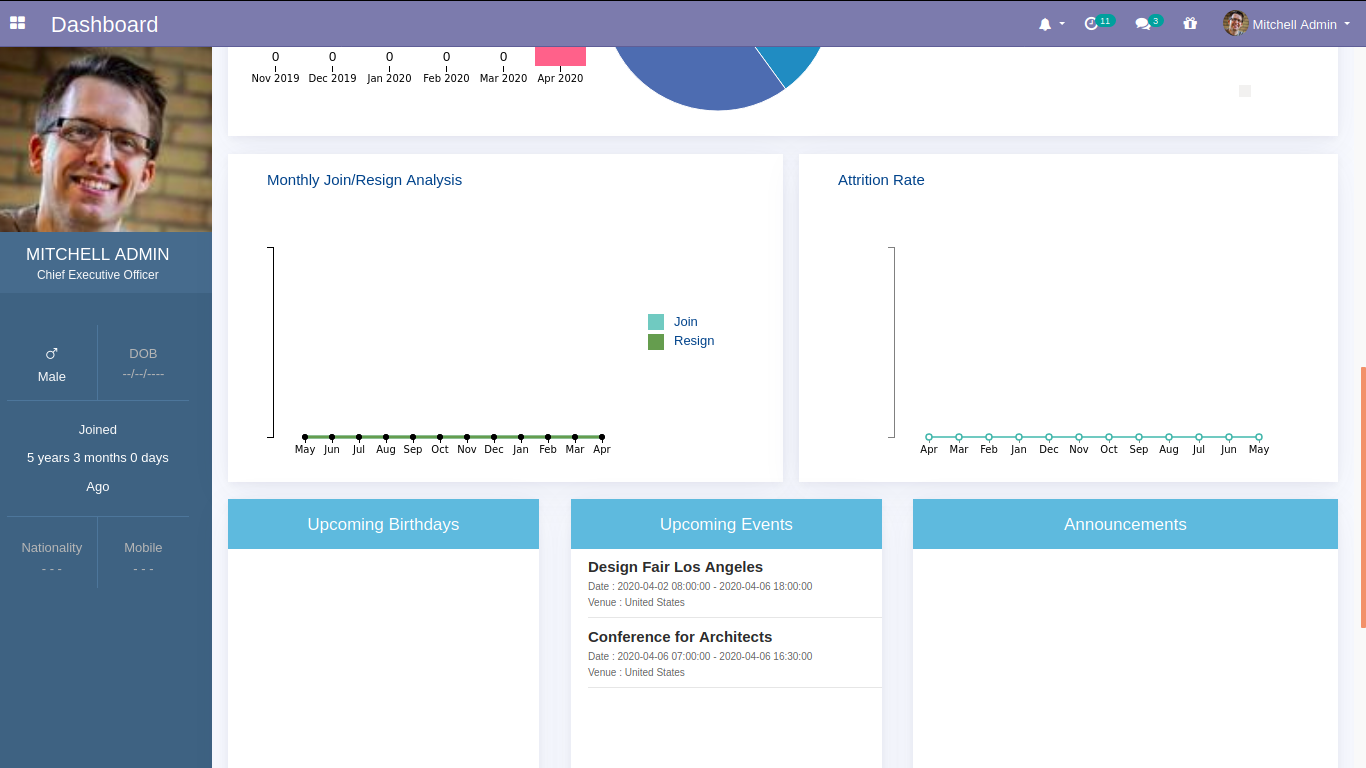 Dashboard
11
3
Mitchell Admin
0 0 0 0 0
Nov 2019 Dec 2019 Jan 2020 Feb 2020 Mar 2020 Apr 2020
MITCHELL ADMIN
Chief Executive Officer
Male
DOB
--/--/----
Joined
5 years 3 months 0 days
Ago
Nationality
- - -
Mobile
- - -
Monthly Join/Resign Analysis
Join
Resign
May Jun Jul Aug Sep Oct Nov Dec Jan Feb Mar Apr
Attrition Rate
Apr Mar Feb Jan Dec Nov Oct Sep Aug Jul Jun May
Upcoming Birthdays
Upcoming Events
Design Fair Los Angeles
Date : 2020-04-02 08:00:00 - 2020-04-06 18:00:00
Venue : United States
Conference for Architects
Date : 2020-04-06 07:00:00 - 2020-04-06 16:30:00
Venue : United States
Announcements